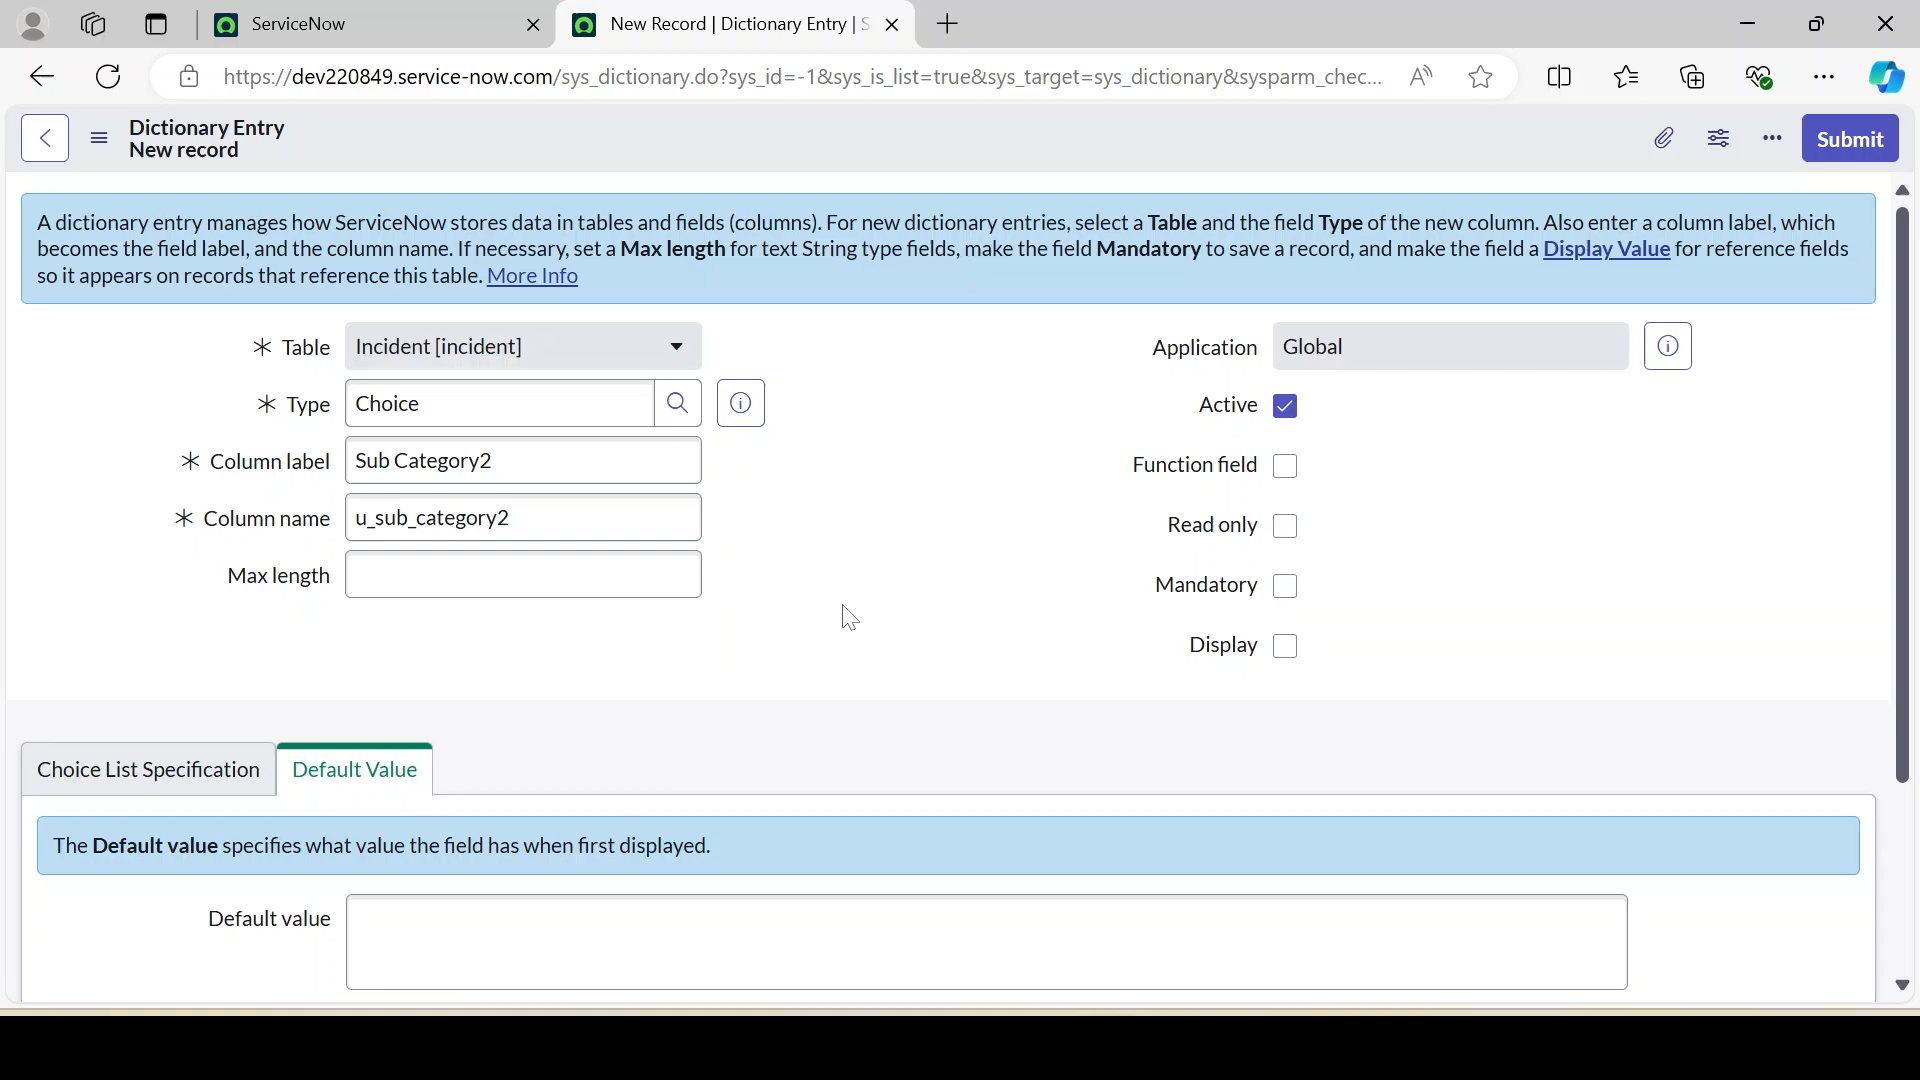 ServiceNow
New Record | Dictionary Entry | S
https://dev220849.service-now.com/sys_dictionary.do?sys_id=-1&sys_is_list=true&sys_target=sys_dictionary&sysparm_chec...
Dictionary Entry
New record
Submit
A dictionary entry manages how ServiceNow stores data in tables and fields (columns). For new dictionary entries, select a Table and the field Type of the new column. Also enter a column label, which
becomes the field label, and the column name. If necessary, set a Max length for text String type fields, make the field Mandatory to save a record, and make the field a Display Value for reference fields
so it appears on records that reference this table. More Info
Table Incident [incident]
Application Global
Type Choice
Active
Column label Sub Category2
Function field
Column name u_sub_category2
Read only
Max length
Mandatory
Display
Choice List Specification
Default Value
The Default value specifies what value the field has when first displayed.
Default value